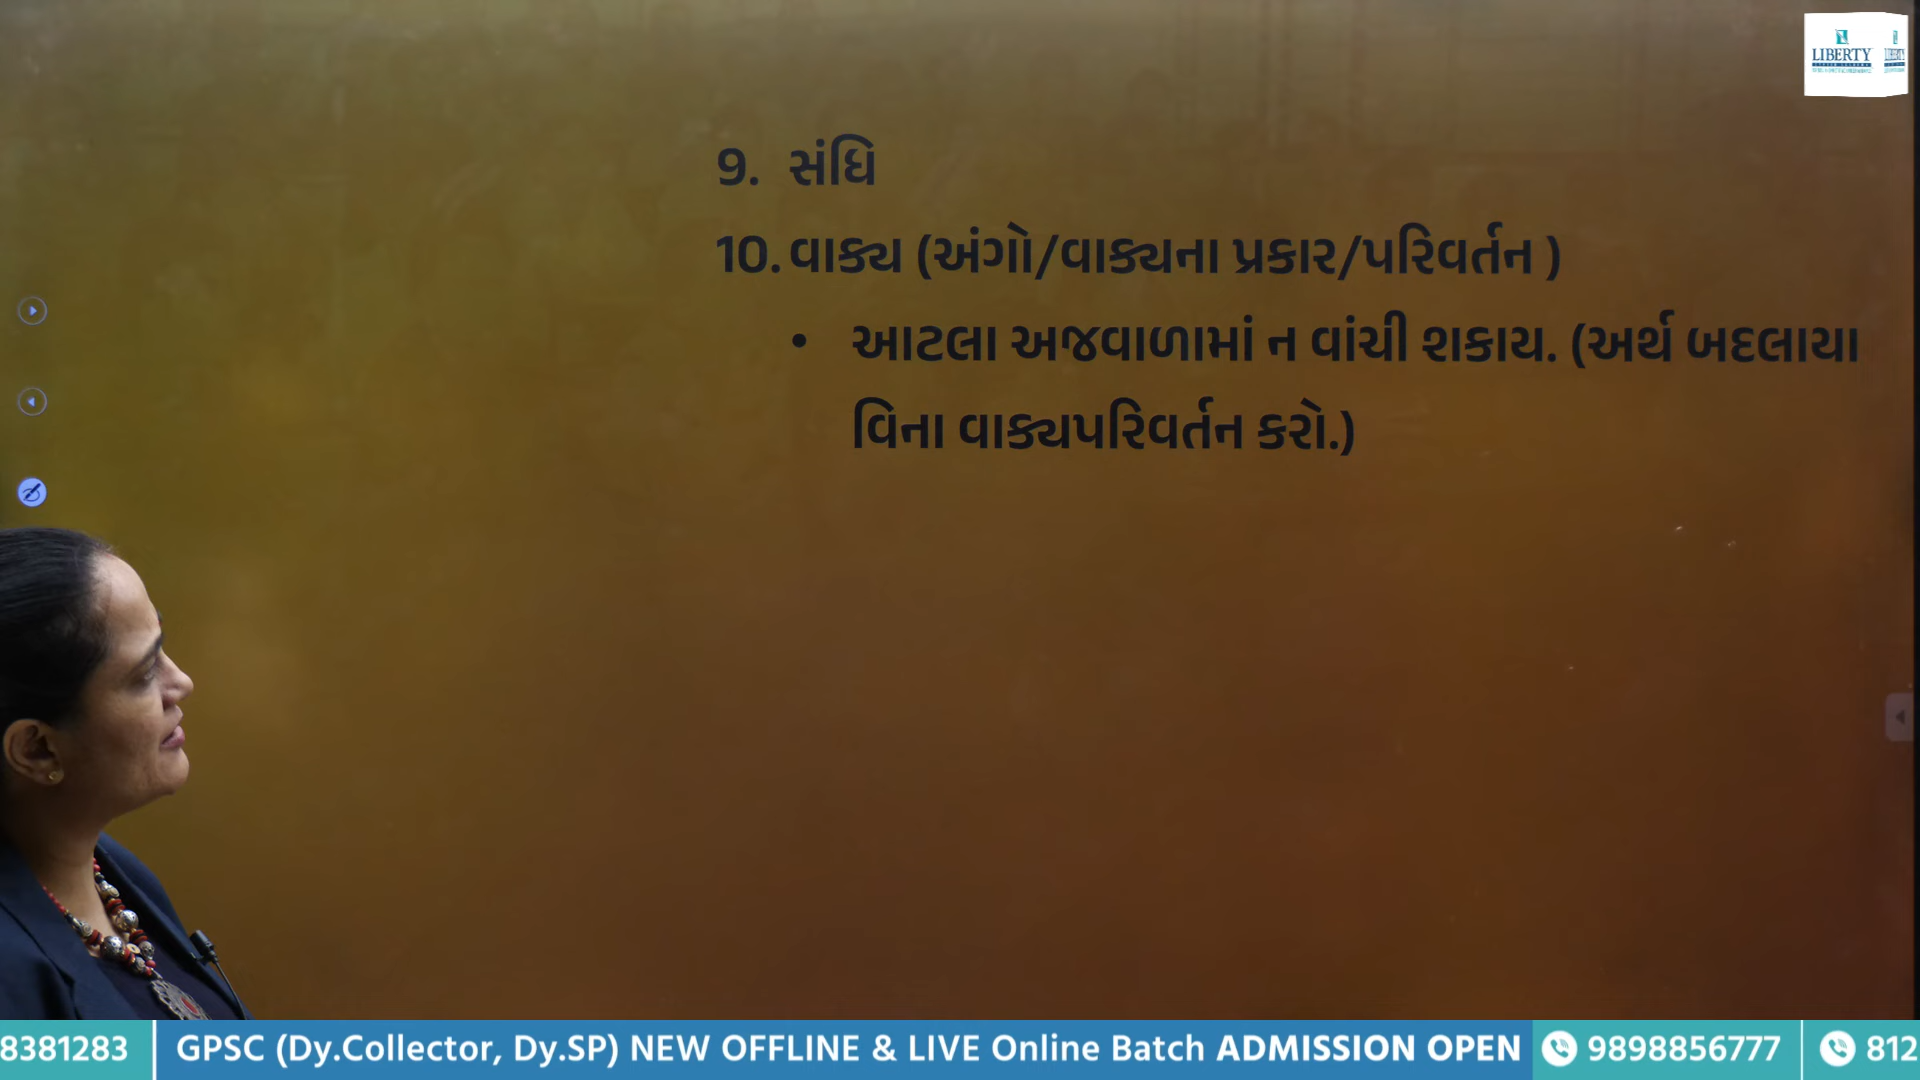 LIBERTY
9. સંધિ
10. વાક્ય (અંગો/વાક્યના પ્રકાર/પરિવર્તન )
• આટલા અજવાળામાં ન વાંચી શકાય. (અર્થ બદલાયા
વિના વાક્યપરિવર્તન કરો.)
8381283 GPSC (Dy.Collector, Dy.SP) NEW OFFLINE & LIVE Online Batch ADMISSION OPEN 9898856777 812